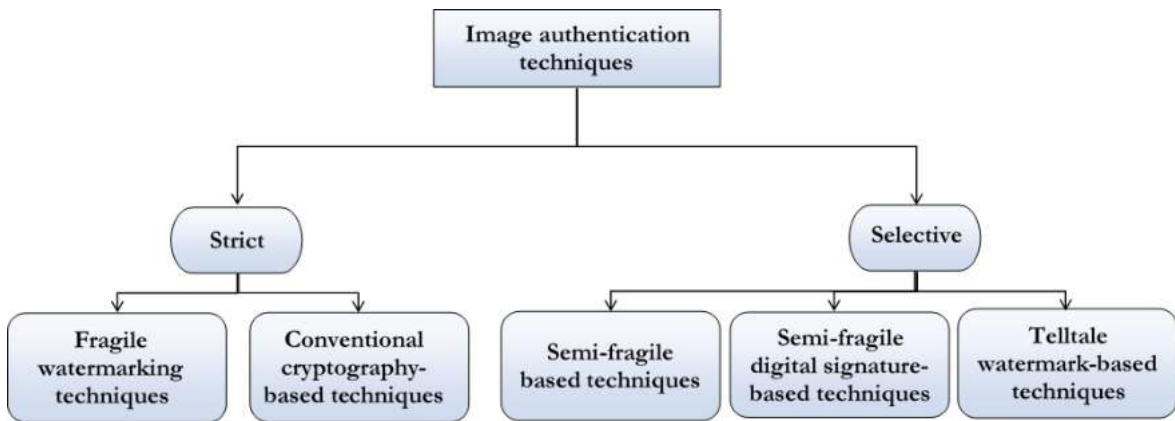 Image authentication
techniques
Strict
Selective
Fragile
watermarking
techniques
Conventional
cryptography-
based techniques
Semi-fragile
based techniques
Semi-fragile
digital signature-
based techniques
Telltale
watermark-based
techniques